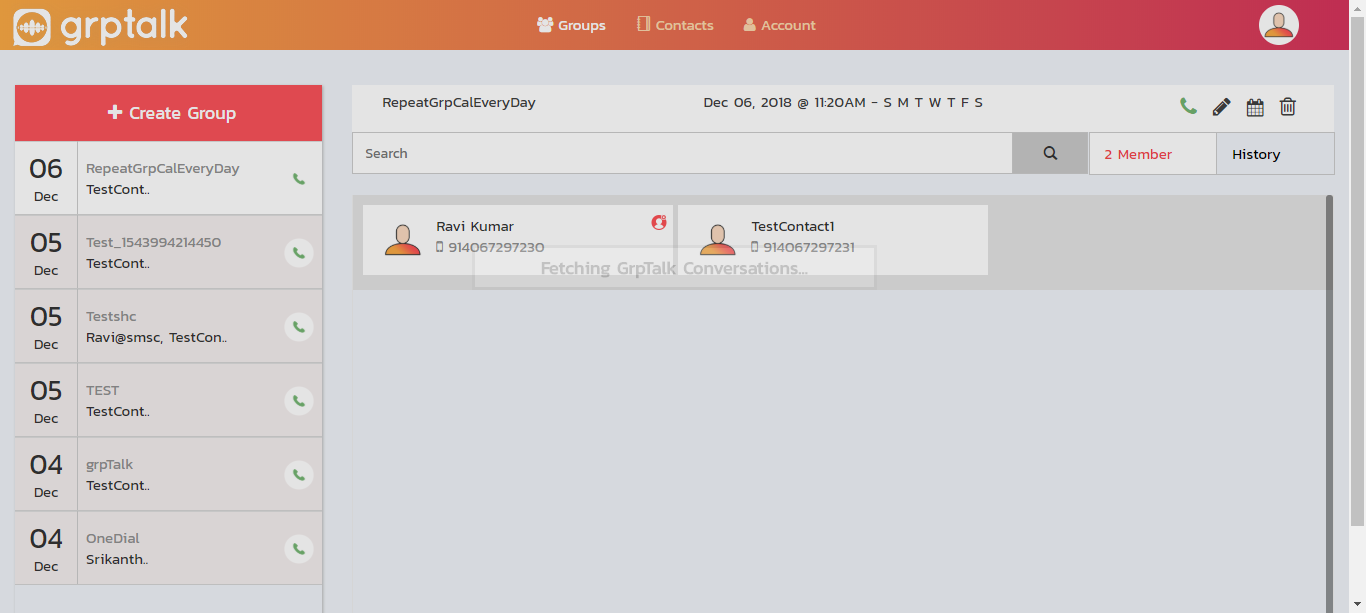 grptalk
Groups Contacts Account
Create Group
06 Dec
RepeatGrpCalEveryDay
TestCont..
05 Dec
Test_1543994214450
TestCont..
05 Dec
Testshc
Ravi@smsc, TestCon..
05 Dec
TEST
TestCont..
04 Dec
grpTalk
TestCont..
04 Dec
OneDial
Srikanth..
RepeatGrpCalEveryDay Dec 06, 2018 @ 11:20AM - S M T W T F S
Search 2 Member History
Ravi Kumar
914067297230
TestContact1
914067297231
Fetching GrpTalk Conversations...